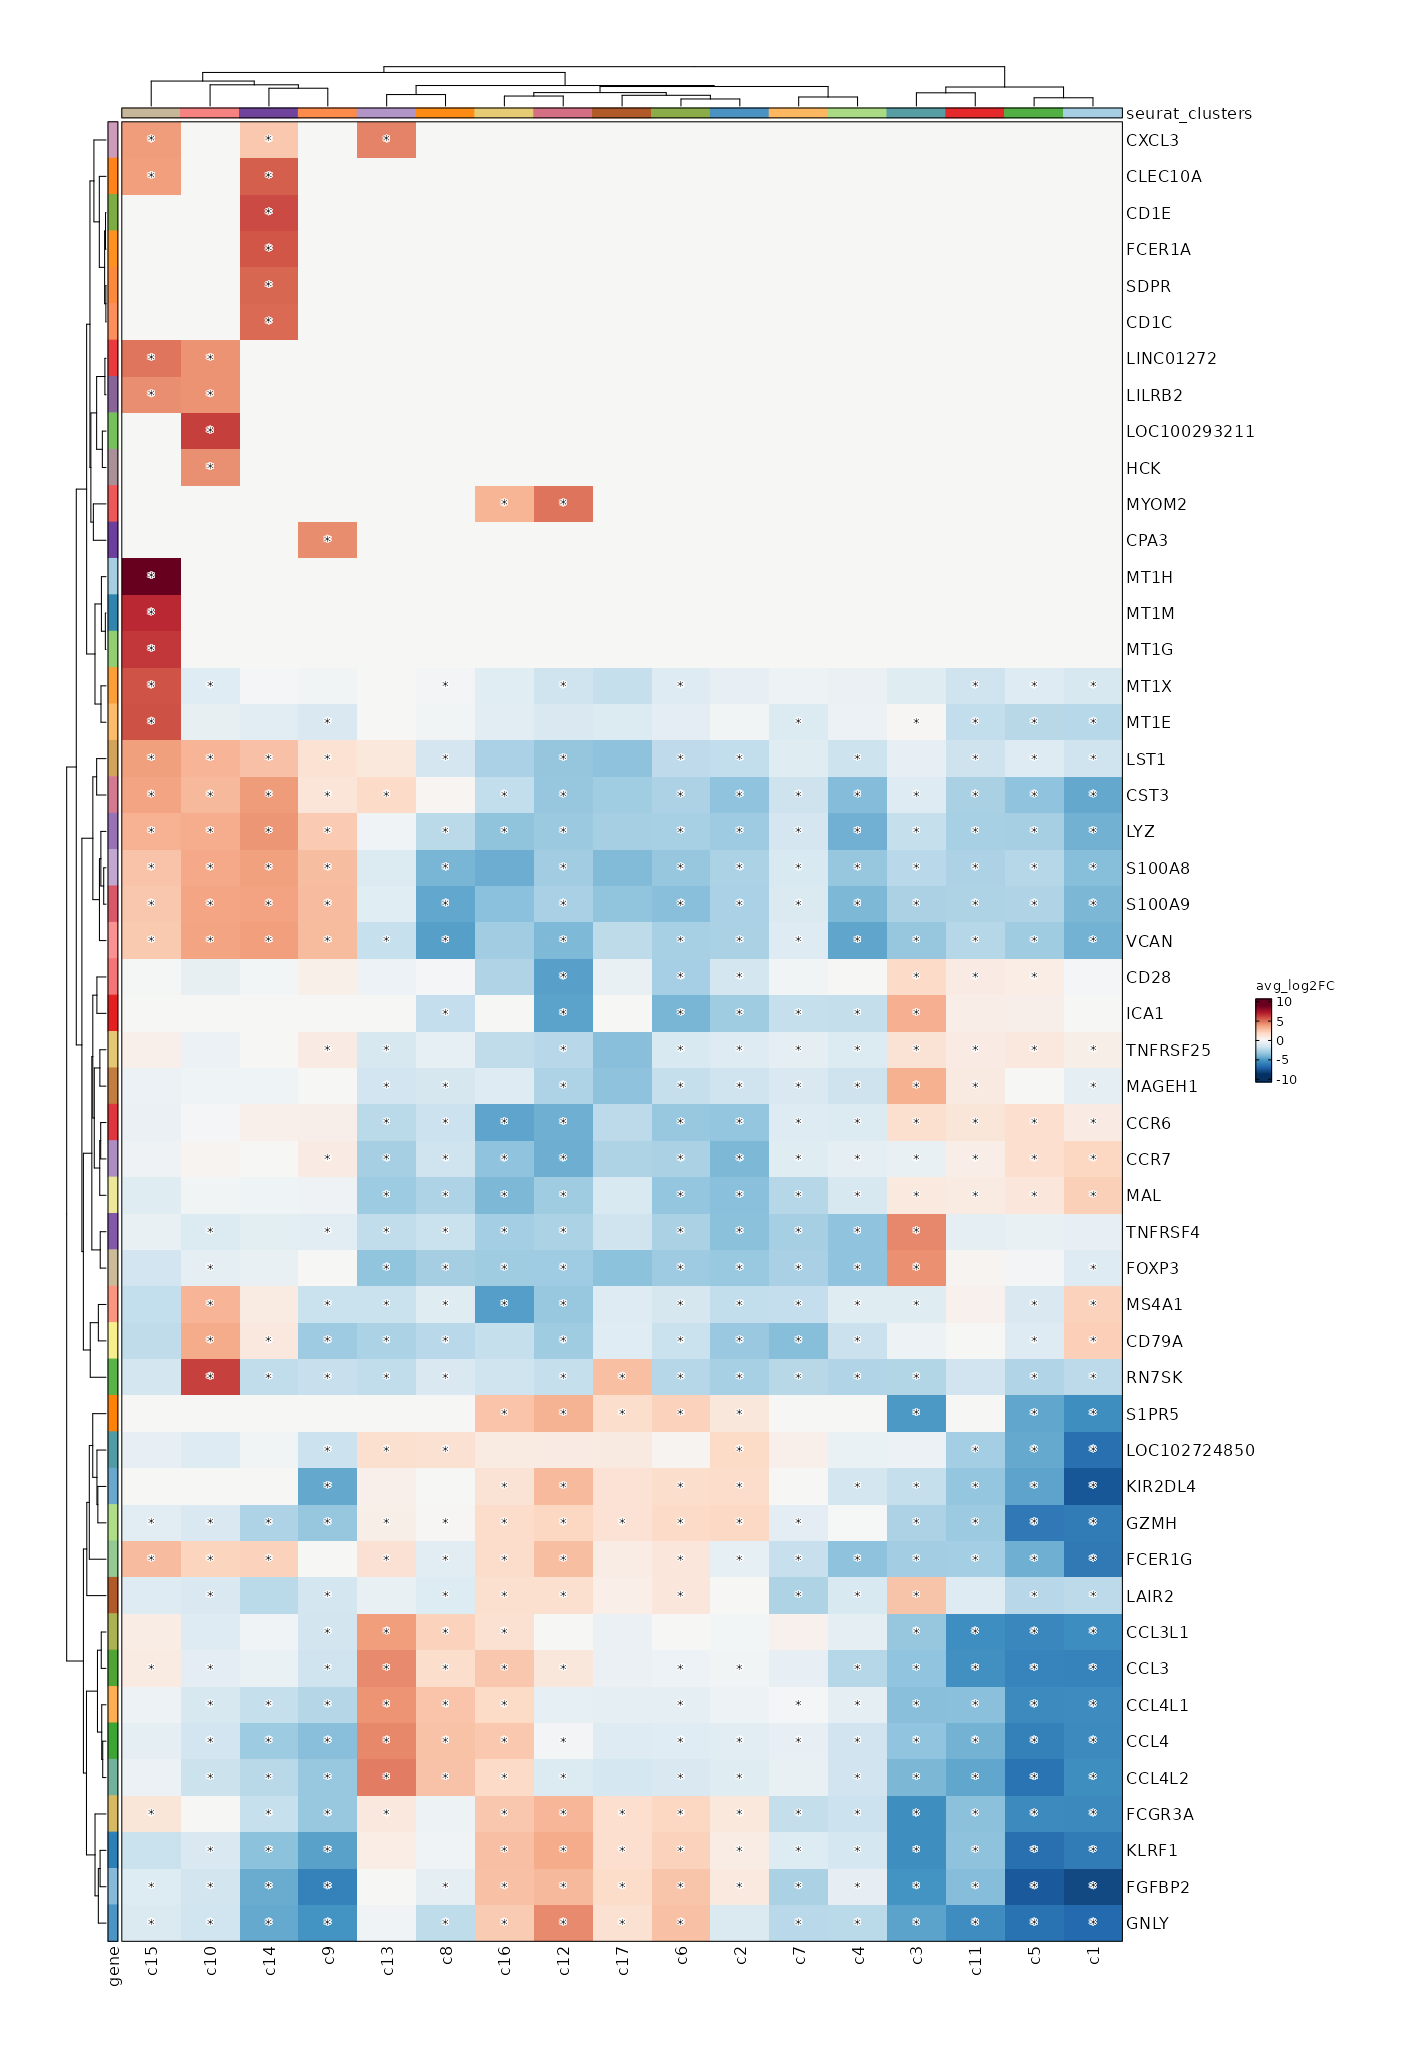 seurat_clusters
CXCL3
CLEC10A
CD1E
FCER1A
SDPR
CD1C
LINC01272
LILRB2
LOC100293211
HCK
MYOM2
CPA3
MT1H
MT1M
MT1G
MT1X
MT1E
LST1
CST3
LYZ
S100A8
S100A9
VCAN
CD28
ICA1
TNFRSF25
MAGEH1
CCR6
CCR7
MAL
TNFRSF4
FOXP3
MS4A1
CD79A
RN7SK
S1PR5
LOC102724850
KIR2DL4
GZMH
FCER1G
LAIR2
CCL3L1
CCL3
CCL4L1
CCL4
CCL4L2
FCGR3A
KLRF1
FGFBP2
GNLY
avg_log2FC
10
5
0
-5
-10
gene
c15
c10
c14
c9
c13
c8
c16
c12
c17
c6
c2
c7
c4
c3
c11
c5
c1